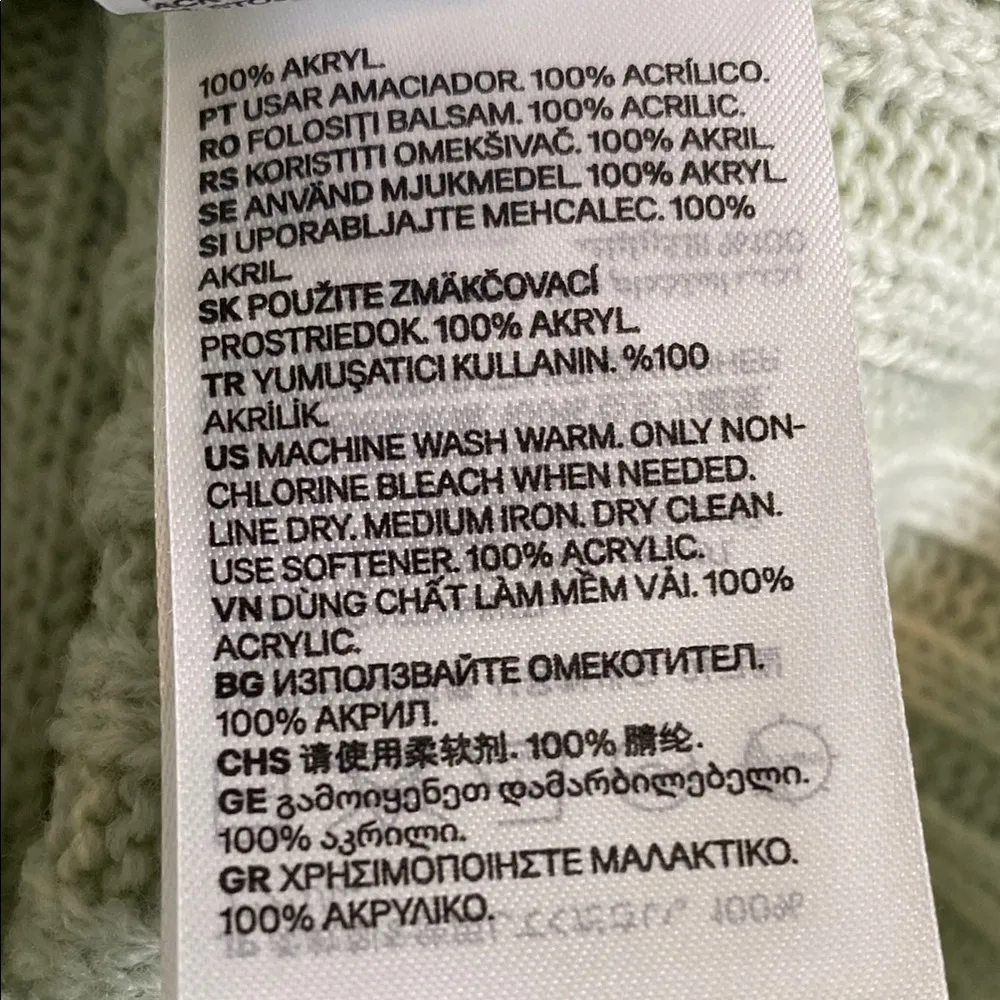 100% AKRYL.
PT USAR AMACIADOR. 100% ACRÍLICO.
RO FOLOSIȚI BALSAM. 100% ACRILIC.
RS KORISTITI OMEKŠIVAČ. 100% AKRIL.
SE ANVÄND MJUKMEDEL. 100% AKRYL.
SI UPORABLJAJTE MEHCALEC. 100%
AKRIL.
SK POUŽITE ZMÄKČOVACÍ
PROSTRIEDOK. 100% AKRYL.
TR YUMUŞATICI KULLANIN. %100
AKRİLİK.
US MACHINE WASH WARM. ONLY NON-
CHLORINE BLEACH WHEN NEEDED.
LINE DRY. MEDIUM IRON. DRY CLEAN.
USE SOFTENER. 100% ACRYLIC.
VN DÙNG CHẤT LÀM MỀM VẢI. 100%
ACRYLIC.
BG ИЗПОЛЗВАЙТЕ ОМЕКОТИТЕЛ.
100% АКРИЛ.
CHS 请使用柔软剂. 100% 腈纶.
GE გამოიყენეთ დამარბილებელი.
100% აკრილი.
GR ΧΡΗΣΙΜΟΠΟΙΗΣΤΕ ΜΑΛΑΚΤΙΚΟ.
100% ΑΚΡΥΛΙΚΟ.